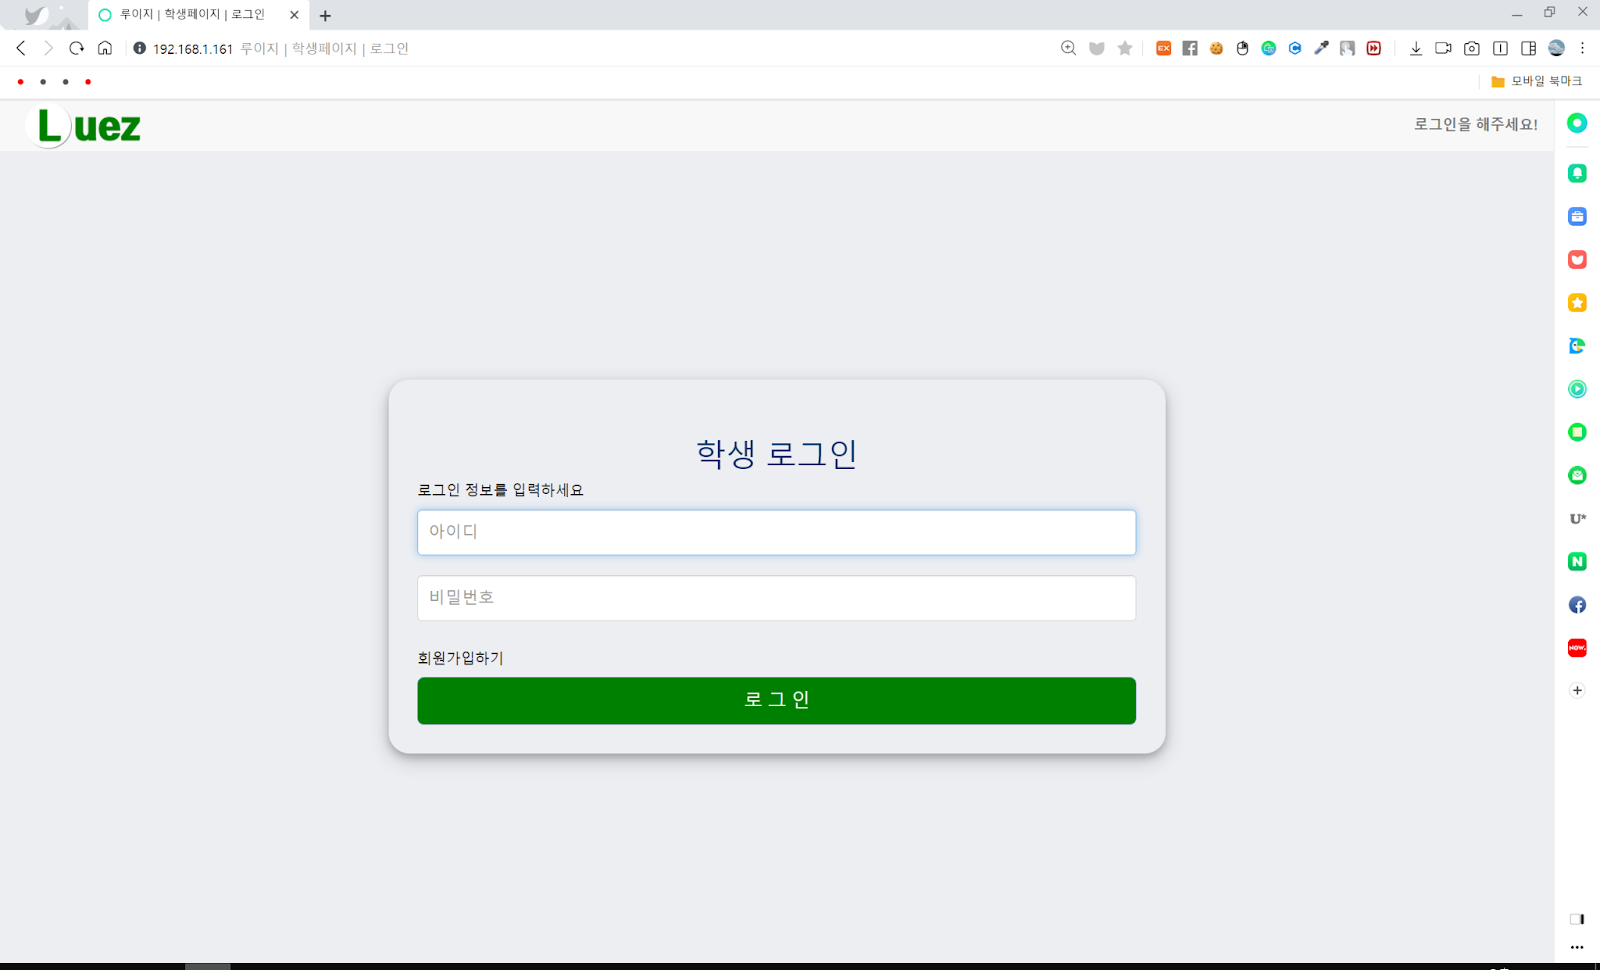 루이지 | 학생페이지 | 로그인
192.168.1.161 루이지 | 학생페이지 | 로그인
EX
모바일 북마크
Luez
로그인을 해주세요!
학생 로그인
로그인 정보를 입력하세요
아이디
비밀번호
회원가입하기
로 그 인
U*
N
NOW.